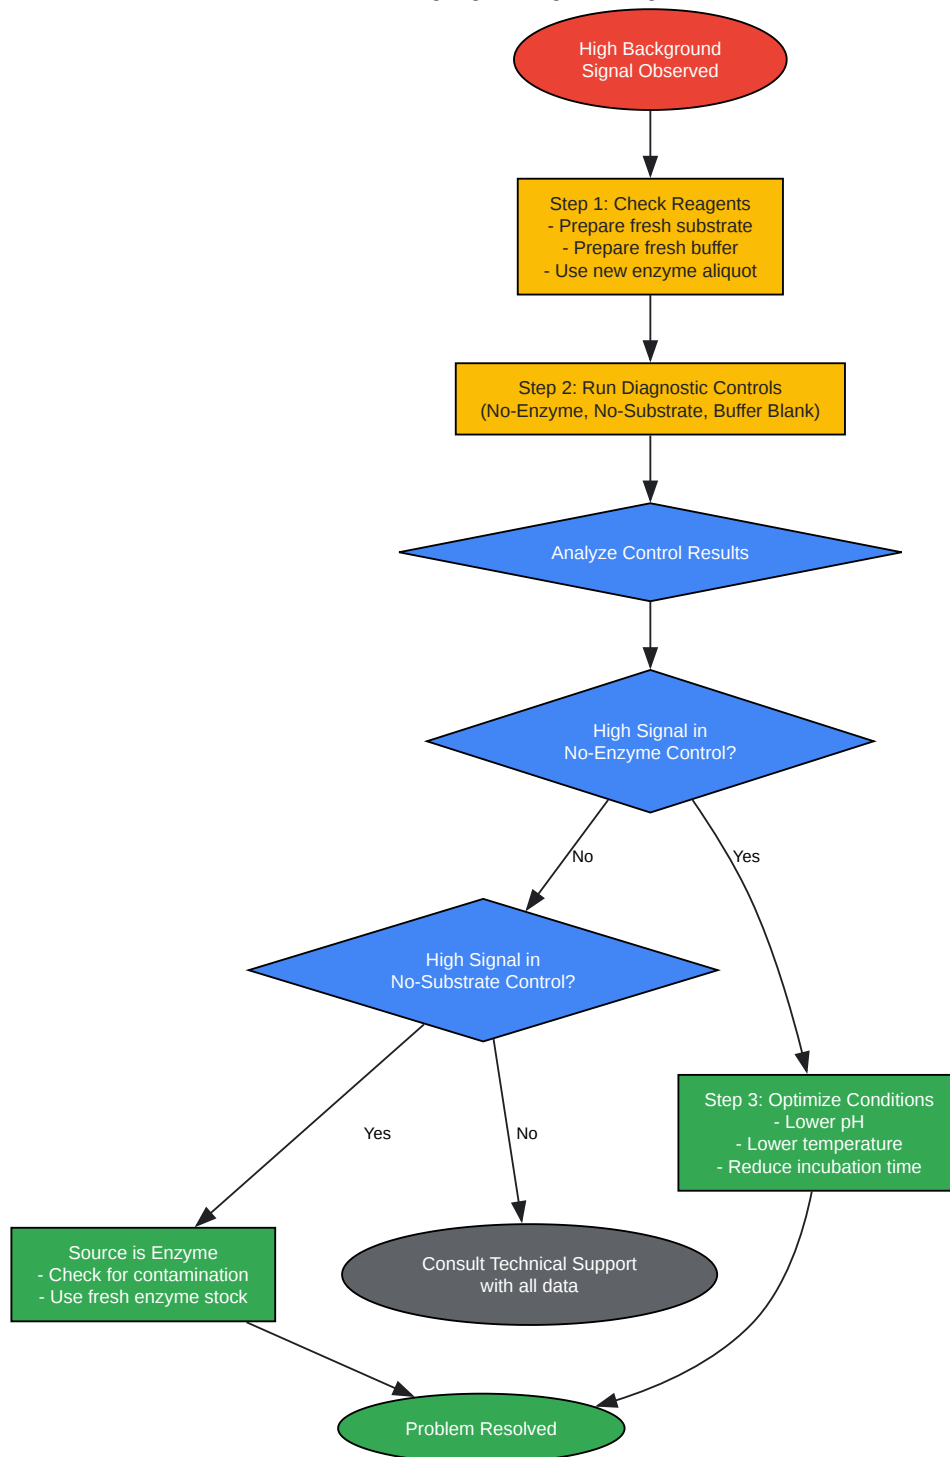 High Background
Signal Observed
Step 1: Check Reagents
- Prepare fresh substrate
- Prepare fresh buffer
- Use new enzyme aliquot
Step 2: Run Diagnostic Controls
(No-Enzyme, No-Substrate, Buffer Blank)
Analyze Control Results
High Signal in
No-Enzyme Control?
No
Yes
High Signal in
No-Substrate Control?
Step 3: Optimize Conditions
- Lower pH
- Lower temperature
- Reduce incubation time
Yes
No
Source is Enzyme
- Check for contamination
- Use fresh enzyme stock
Consult Technical Support
with all data
Problem Resolved